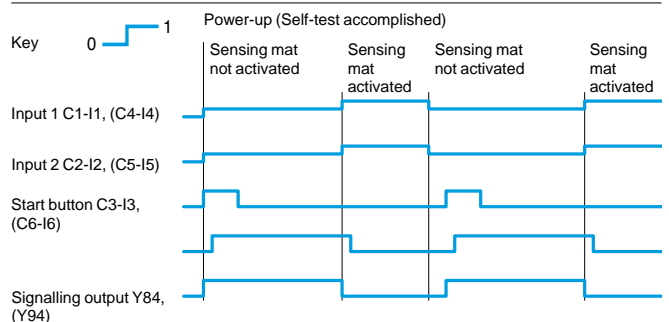 Power-up (Self-test accomplished)
Key 0 1
Sensing mat not activated
Sensing mat activated
Sensing mat not activated
Sensing mat activated
Input 1 C1-I1, (C4-I4)
Input 2 C2-I2, (C5-I5)
Start button C3-I3,
(C6-I6)
Signalling output Y84,
(Y94)